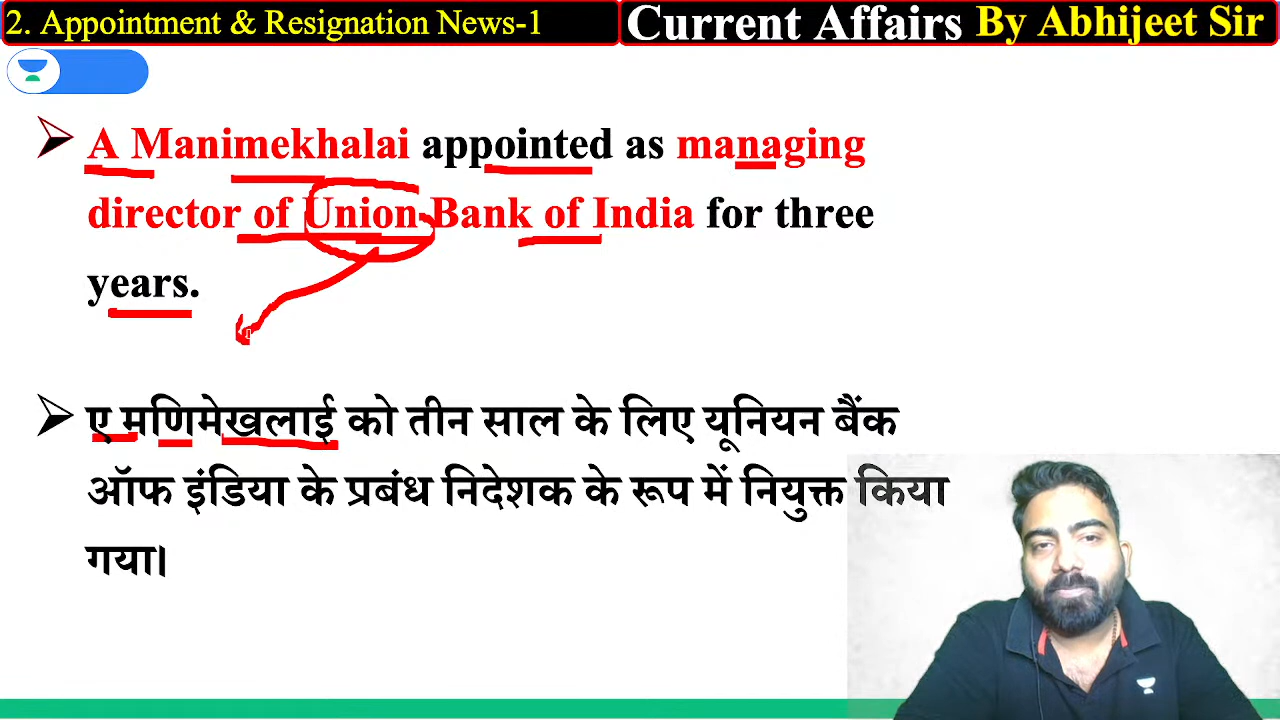 2. Appointment & Resignation News-1
Current Affairs By Abhijeet Sir
A Manimekhalai appointed as managing
director of Union Bank of India for three
years.
ए मणिमेखलाई को तीन साल के लिए यूनियन बैंक
ऑफ इंडिया के प्रबंध निदेशक के रूप में नियुक्त किया
गया।